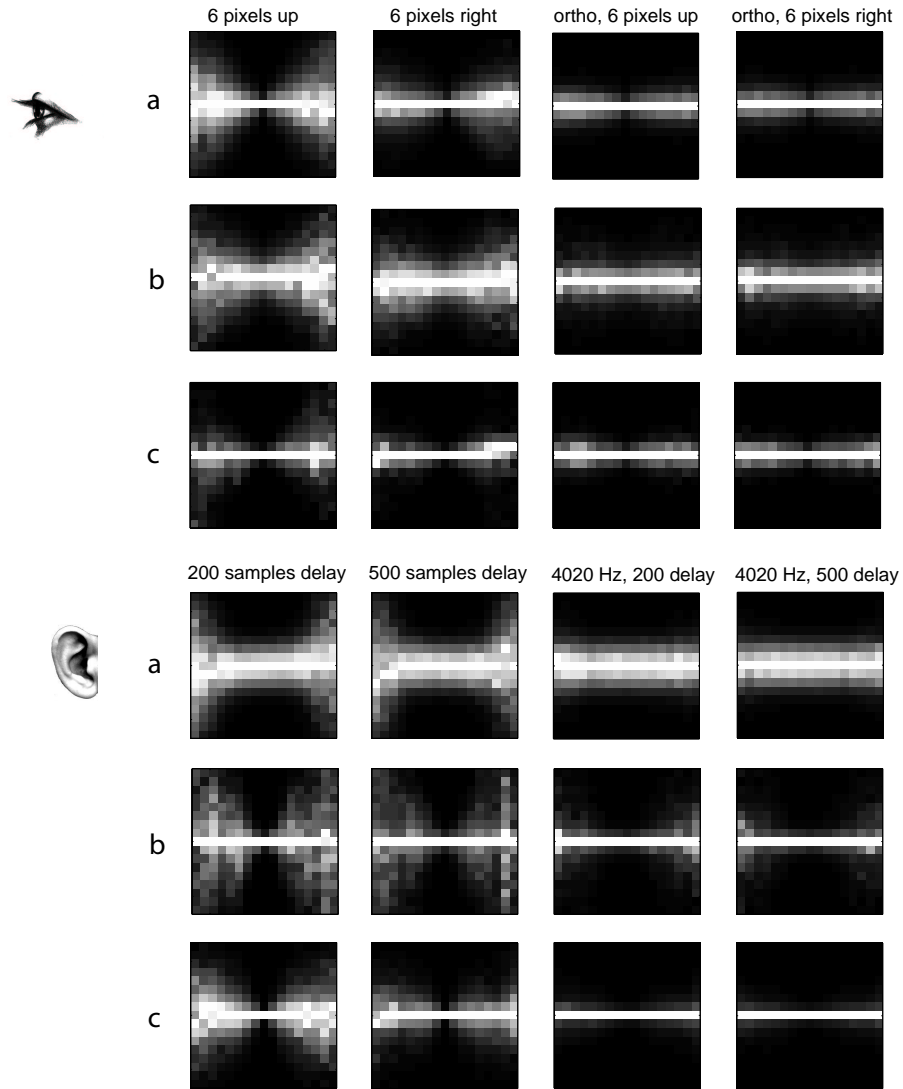 6 pixels up 6 pixels right ortho, 6 pixels up ortho, 6 pixels right
a
b
c
200 samples delay 500 samples delay 4020 Hz, 200 delay 4020 Hz, 500 delay
a
b
c